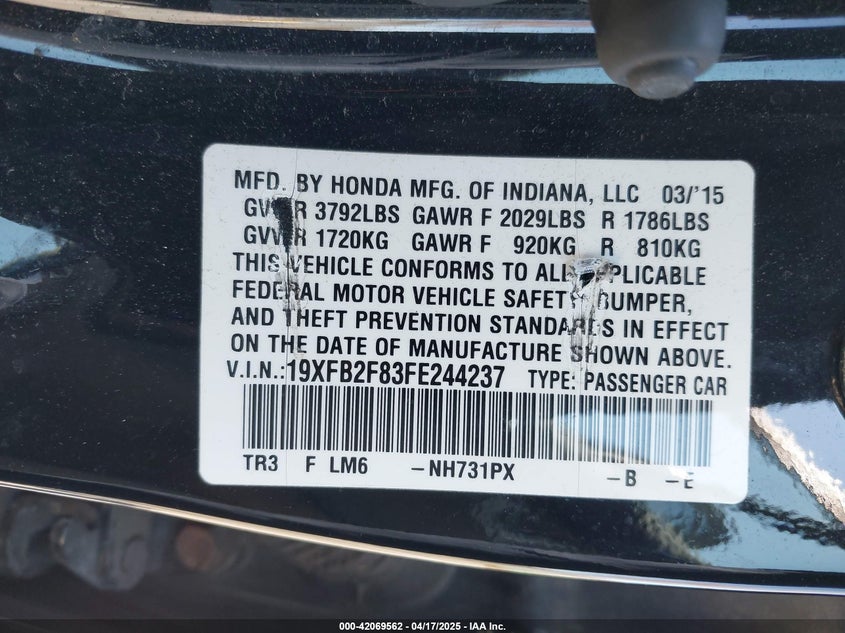 MFD. BY HONDA MFG. OF INDIANA, LLC 03/'15
GVWR 3792LBS GAWR F 2029LBS R 1786LBS
GVWR 1720KG GAWR F 920KG R 810KG
THIS VEHICLE CONFORMS TO ALL APPLICABLE
FEDERAL MOTOR VEHICLE SAFETY, BUMPER,
AND THEFT PREVENTION STANDARDS IN EFFECT
ON THE DATE OF MANUFACTURE SHOWN ABOVE.
V.I.N.:19XFB2F83FE244237 TYPE: PASSENGER CAR
TR3 F LM6 -NH731PX -B -E
000-42069562 - 04/17/2025 - IAA Inc.